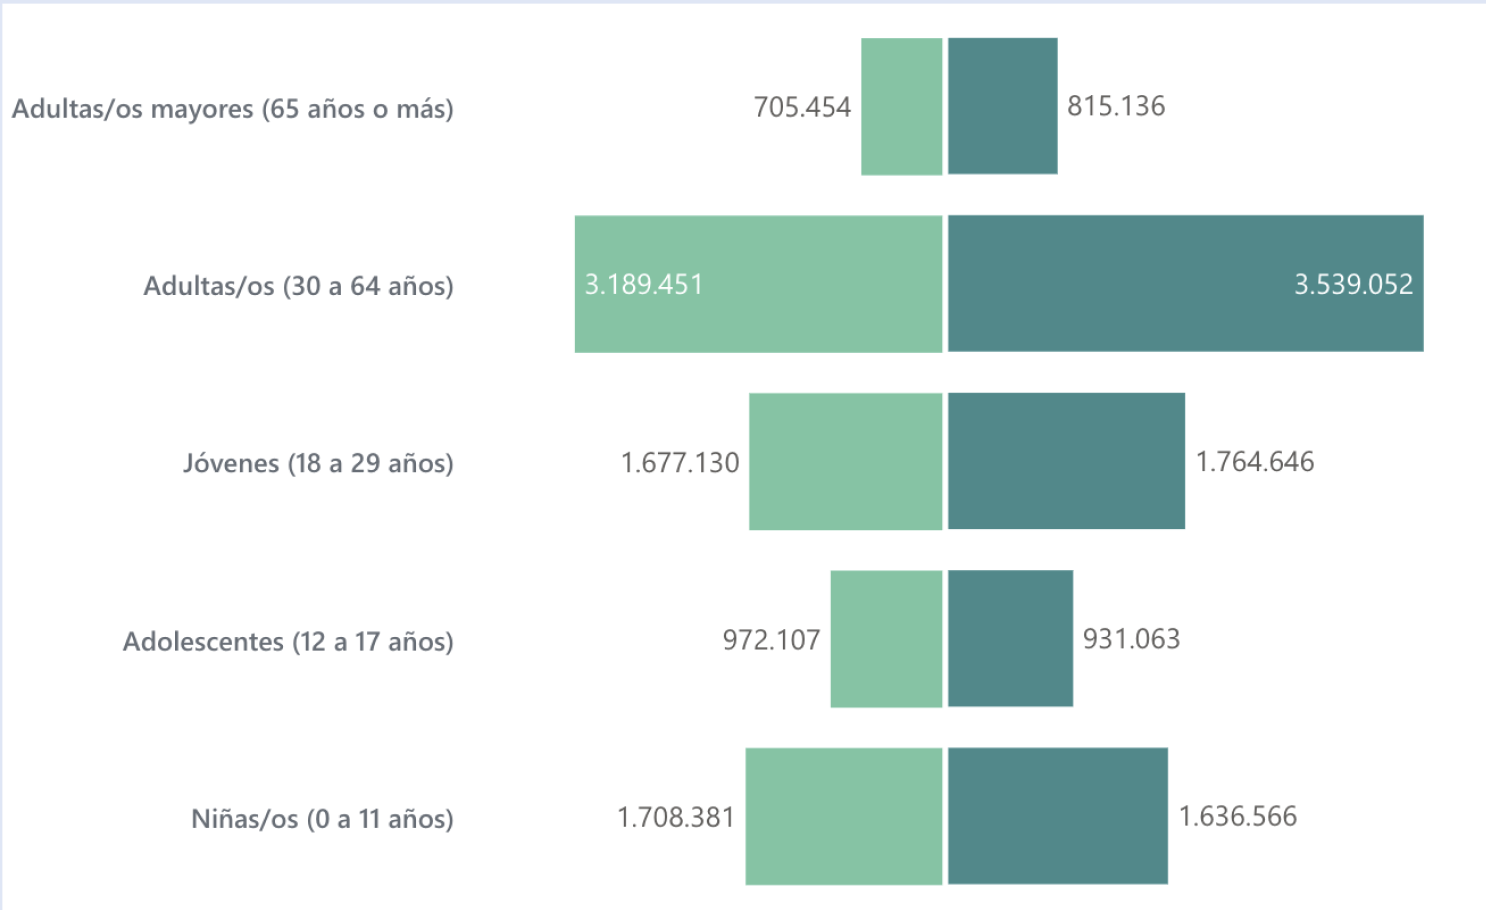 Adultas/os mayores (65 años o más)
705.454
815.136
Adultas/os (30 a 64 años)
3.189.451
3.539.052
Jóvenes (18 a 29 años)
1.677.130
1.764.646
Adolescentes (12 a 17 años)
972.107
931.063
Niñas/os (0 a 11 años)
1.708.381
1.636.566